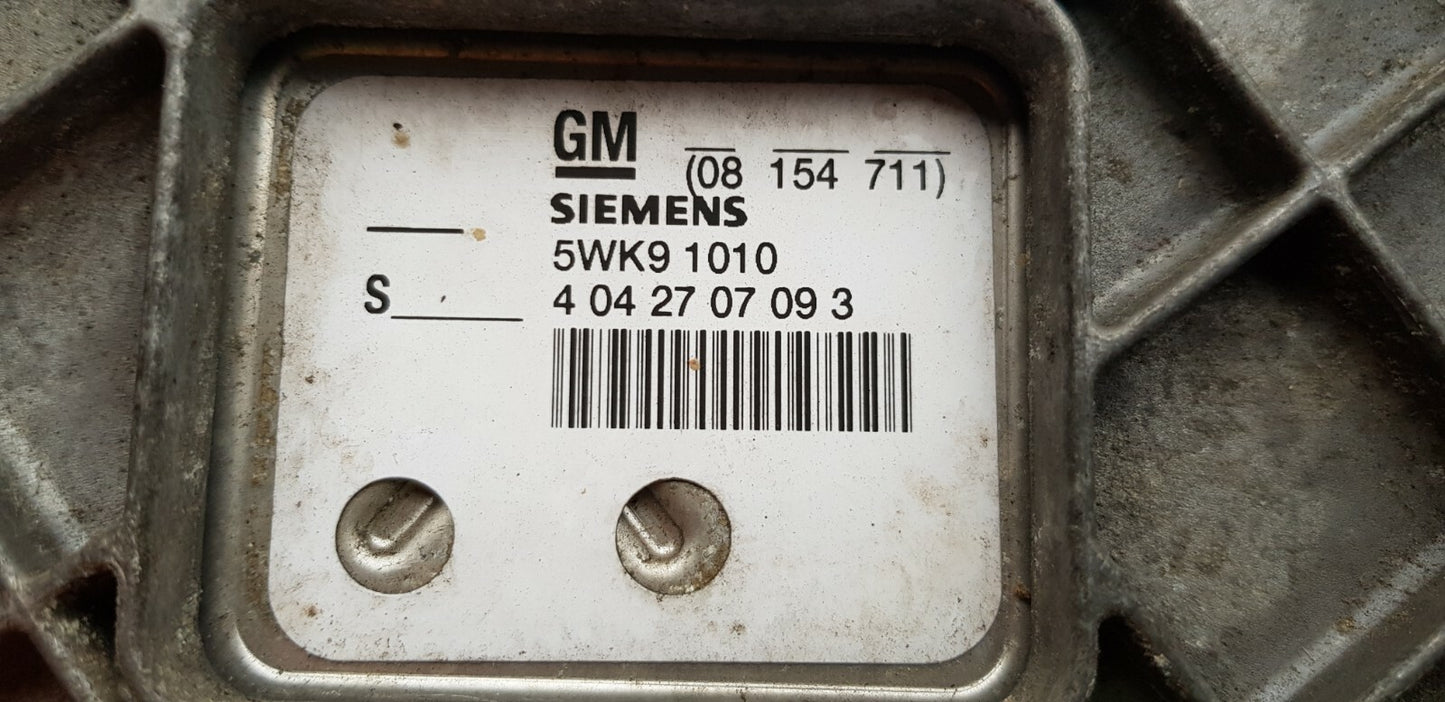 GM (08 154 711)
SIEMENS
5WK9 1010
S 4 04 27 07 09 3